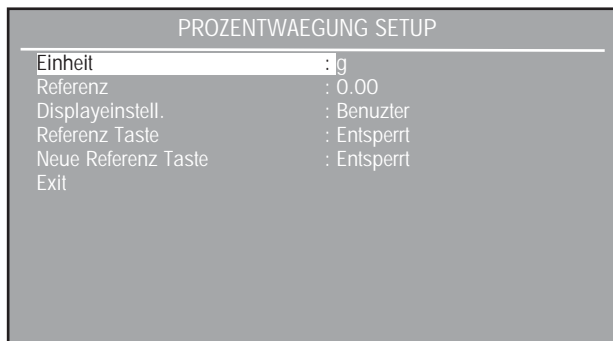 PROZENTWAEGUNG SETUP
Einheit : g
Referenz : 0.00
Displayeinstell. : Benuzter
Referenz Taste : Entsperrt
Neue Referenz Taste : Entsperrt
Exit